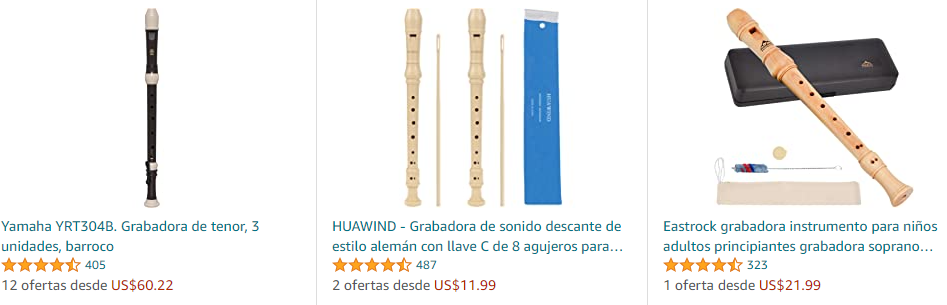 Yamaha YRT304B. Grabadora de tenor, 3
unidades, barroco
405
12 ofertas desde US$60.22
HUAWIND
HUAWIND - Grabadora de sonido descante de
estilo alemán con llave C de 8 agujeros para…
487
2 ofertas desde US$11.99
Eastrock grabadora instrumento para niños
adultos principiantes grabadora soprano…
323
1 oferta desde US$21.99